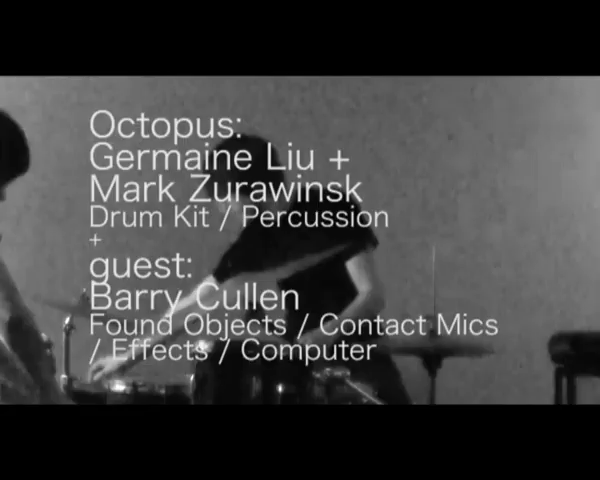 Octopus:
Germaine Liu +
Mark Zurawinsk
Drum Kit / Percussion
+
guest:
Barry Cullen
Found Objects / Contact Mics
/ Effects / Computer